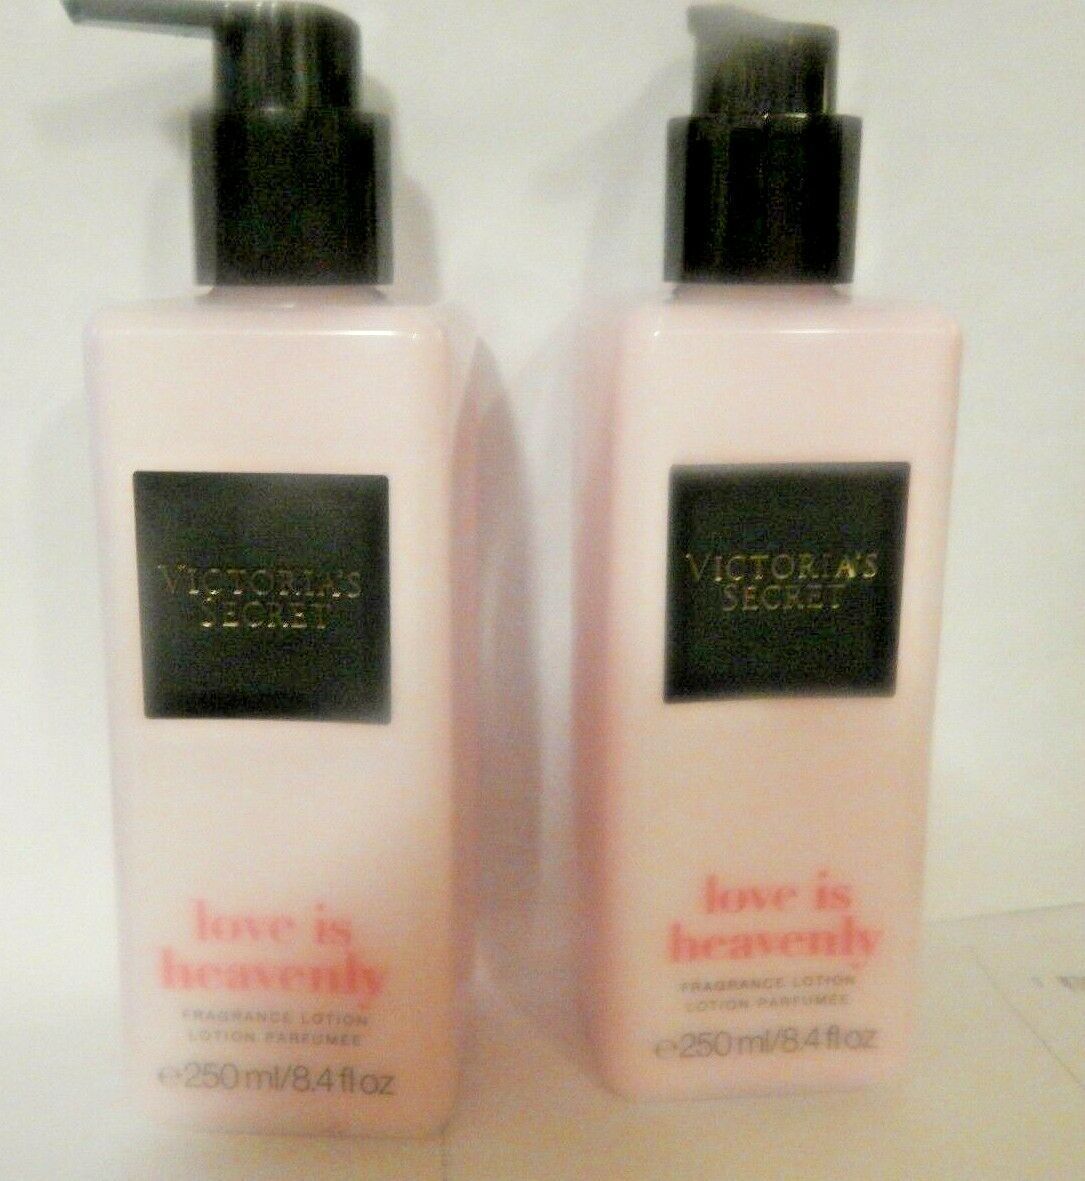 VICTORIA'S
SECRET
love is
heavenly
FRAGRANCE LOTION
LOTION PARFUMÉE
℮250 ml/8.4 fl oz
VICTORIA'S
SECRET
love is
heavenly
FRAGRANCE LOTION
LOTION PARFUMÉE
℮250 ml/8.4 fl oz